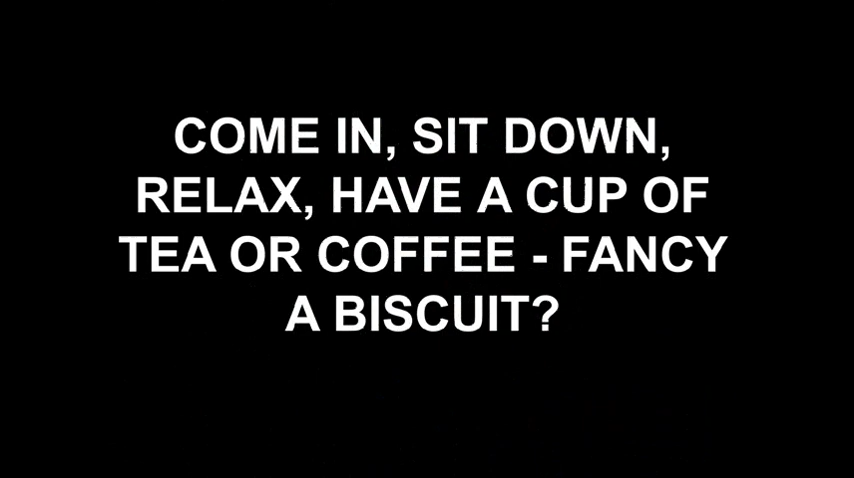 COME IN, SIT DOWN,
RELAX, HAVE A CUP OF
TEA OR COFFEE - FANCY
A BISCUIT?